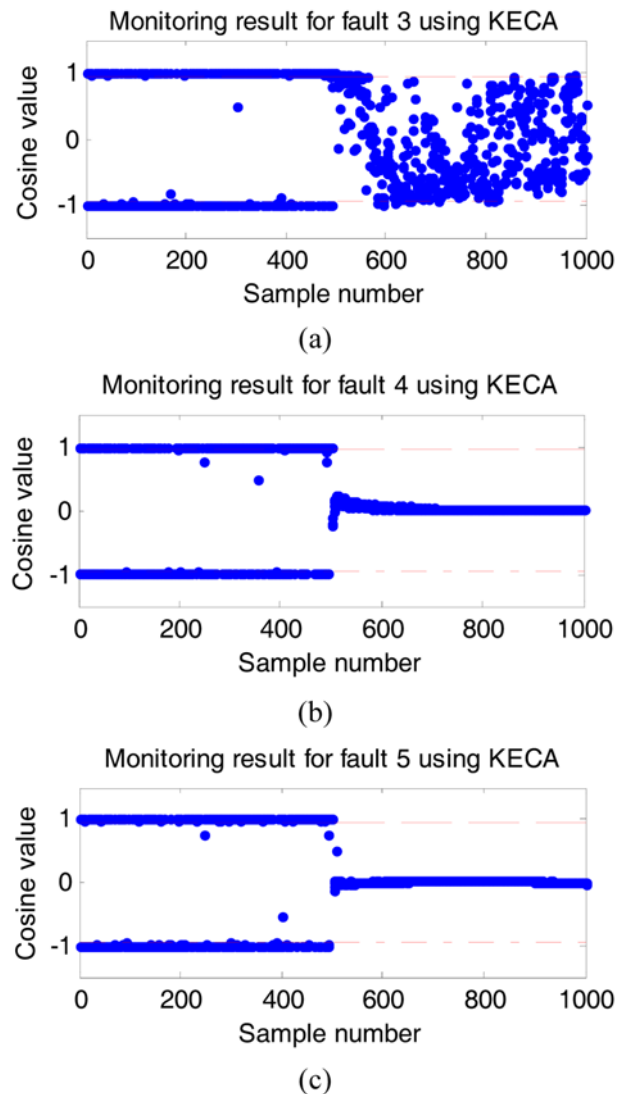 Monitoring result for fault 3 using KECA
1
0
-1
Cosine value
0 200 400 600 800 1000
Sample number
(a)
Monitoring result for fault 4 using KECA
1
0
-1
Cosine value
0 200 400 600 800 1000
Sample number
(b)
Monitoring result for fault 5 using KECA
1
0
-1
Cosine value
0 200 400 600 800 1000
Sample number
(c)